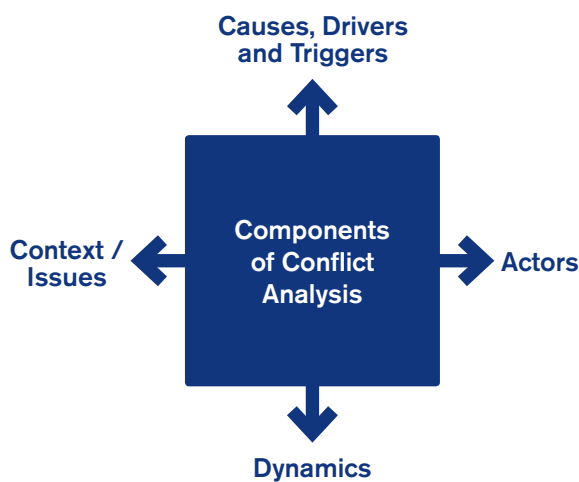 Causes, Drivers
and Triggers
Context /
Issues
Components
of Conflict
Analysis
Actors
Dynamics